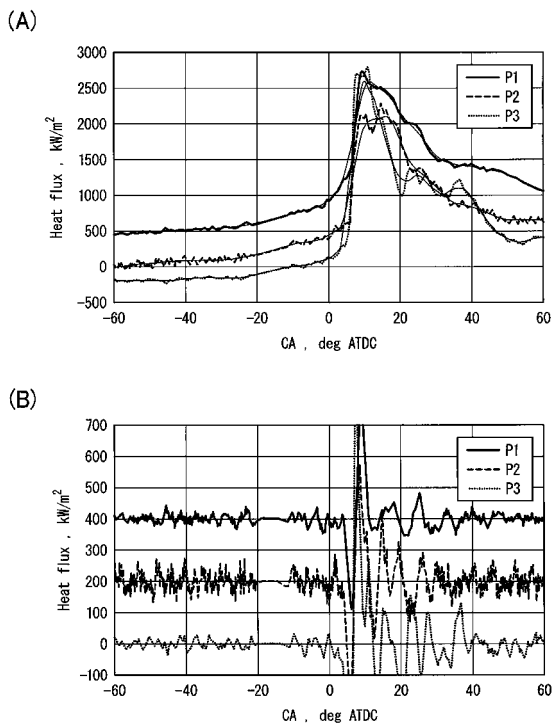 (A)
3000
2500
2000
1500
1000
500
0
-500
Heat flux , kW/m²
P1
P2
P3
-60
-40
-20
0
20
40
60
CA , deg ATDC
(B)
700
600
500
400
300
200
100
0
-100
Heat flux , kW/m²
P1
P2
P3
-60
-40
-20
0
20
40
60
CA , deg ATDC